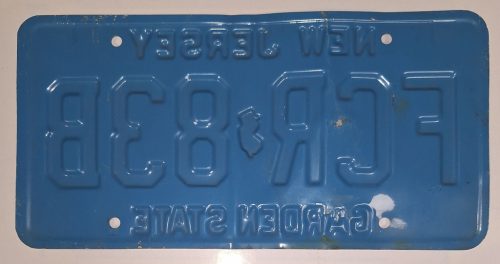 NEW JERSEY
FCR 83B
GARDEN STATE